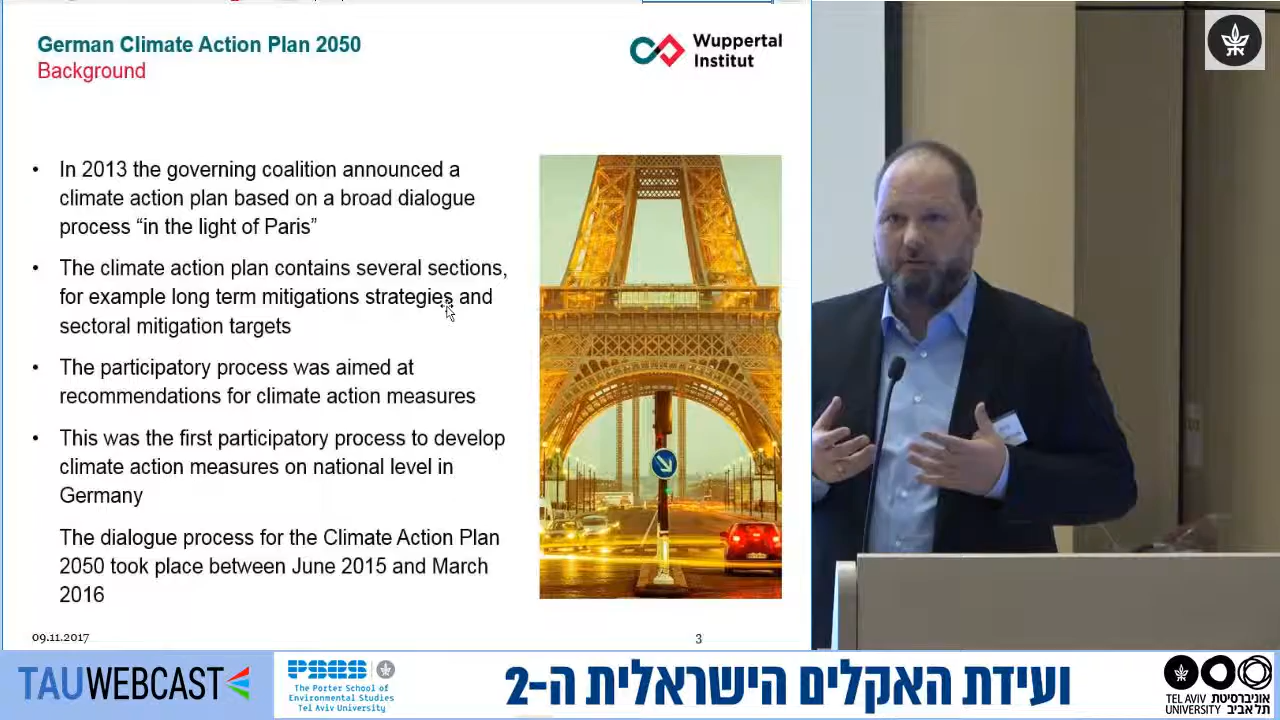 German Climate Action Plan 2050
Background
Wuppertal
Institut
• In 2013 the governing coalition announced a
climate action plan based on a broad dialogue
process “in the light of Paris”
• The climate action plan contains several sections,
for example long term mitigations strategies and
sectoral mitigation targets
• The participatory process was aimed at
recommendations for climate action measures
• This was the first participatory process to develop
climate action measures on national level in
Germany
The dialogue process for the Climate Action Plan
2050 took place between June 2015 and March
2016
09.11.2017
3
TAUWEBCAST
PSES
The Porter School of
Environmental Studies
Tel Aviv University
ועידת האקלים הישראלית ה-2
TEL AVIV
UNIVERSITY
אוניברסיטת
תל אביב